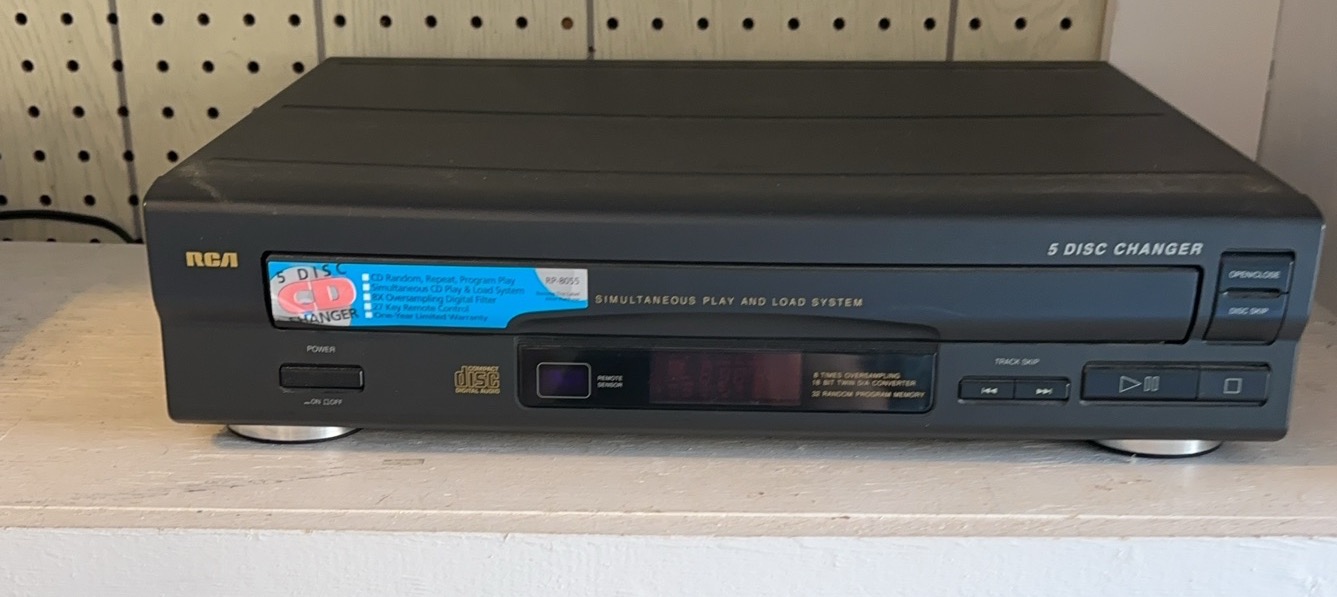 RCA
5 DISC CHANGER
5 DISC
CD
CHANGER
CD Random, Repeat, Program Play
Simultaneous CD Play & Load System
8X Oversampling Digital Filter
27 Key Remote Control
One-Year Limited Warranty
RP-8055
SIMULTANEOUS PLAY AND LOAD SYSTEM
OPEN/CLOSE
DISC SKIP
POWER
ON OFF
COMPACT
disc
DIGITAL AUDIO
REMOTE
SENSOR
8 TIMES OVERSAMPLING
18 BIT TWIN D/A CONVERTER
32 RANDOM PROGRAM MEMORY
TRACK SKIP